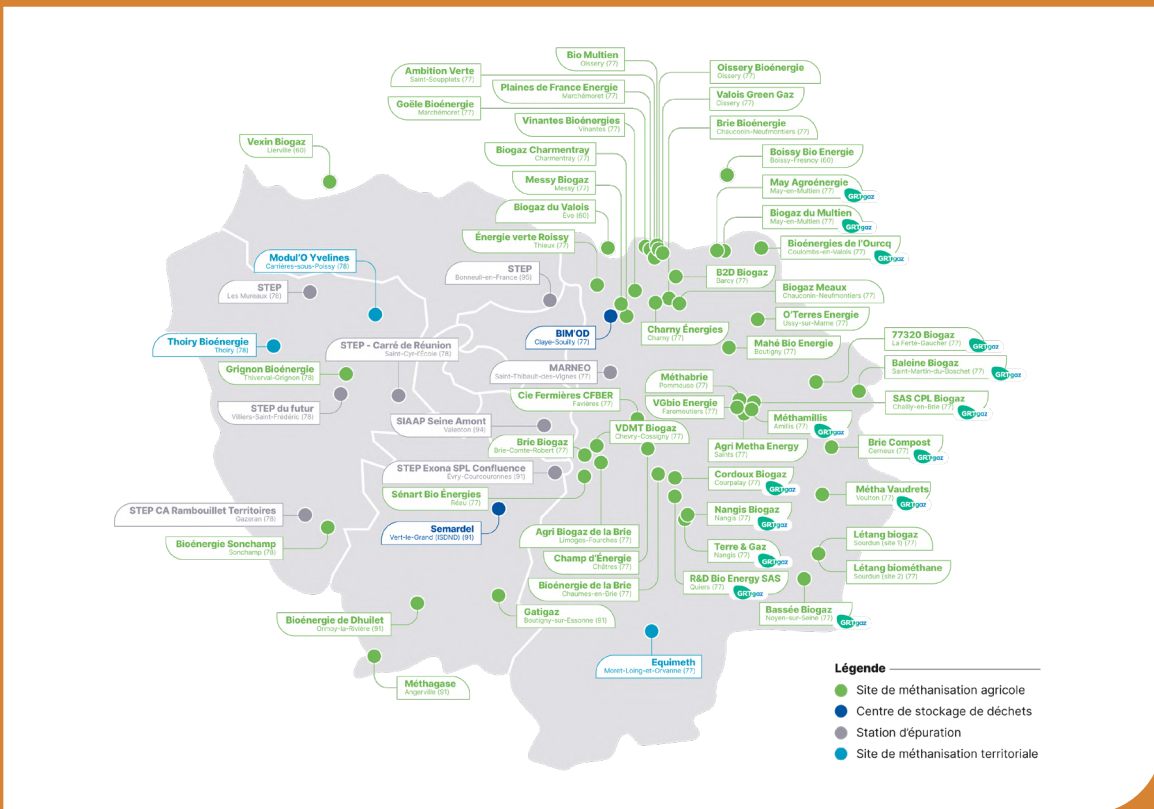 Bio Multien
Oissery (77)
Ambition Verte
Saint-Soupplets (77)
Oissery Bioénergie
Oissery (77)
Plaines de France Energie
Marchémoret (77)
Valois Green Gaz
Oissery (77)
Goële Bioénergie
Marchémoret (77)
Vinantes Bioénergies
Vinantes (77)
Brie Bioénergie
Chauconin-Neufmontiers (77)
Vexin Biogaz
Lierville (60)
Biogaz Charmentray
Charmentray (77)
Boissy Bio Energie
Boissy-Fresnoy (60)
Messy Biogaz
Messy (77)
May Agroénergie
May-en-Multien (77)
GRTgaz
Biogaz du Valois
Ève (60)
Biogaz du Multien
May-en-Multien (77)
GRTgaz
Énergie verte Roissy
Thieux (77)
Bioénergies de l'Ourcq
Coulombs-en-Valois (77)
GRTgaz
Modul'O Yvelines
Carrières-sous-Poissy (78)
STEP
Bonneuil-en-France (95)
B2D Biogaz
Barcy (77)
STEP
Les Mureaux (78)
Biogaz Meaux
Chauconin-Neufmontiers (77)
O'Terres Energie
Ussy-sur-Marne (77)
Thoiry Bioénergie
Thoiry (78)
STEP - Carré de Réunion
Saint-Cyr-l'École (78)
BIM'OD
Claye-Souilly (77)
Charny Énergies
Charny (77)
Mahé Bio Energie
Boutigny (77)
77320 Biogaz
La Ferte-Gaucher (77)
GRTgaz
Grignon Bioénergie
Thiverval-Grignon (78)
MARNEO
Saint-Thibault-des-Vignes (77)
Baleine Biogaz
Saint-Martin-du-Boschet (77)
GRTgaz
Méthabrie
Pommeuse (77)
Cie Fermières CFBER
Favières (77)
VGbio Energie
Faremoutiers (77)
SAS CPL Biogaz
Chailly-en-Brie (77)
GRTgaz
STEP du futur
Villiers-Saint-Frédéric (78)
SIAAP Seine Amont
Valenton (94)
VDMT Biogaz
Chevry-Cossigny (77)
Méthamillis
Amillis (77)
GRTgaz
Brie Biogaz
Brie-Comte-Robert (77)
Agri Metha Energy
Saints (77)
Brie Compost
Cerneux (77)
GRTgaz
STEP Exona SPL Confluence
Évry-Courcouronnes (91)
Cordoux Biogaz
Courpalay (77)
GRTgaz
Sénart Bio Énergies
Réau (77)
Métha Vaudrets
Voulton (77)
GRTgaz
STEP CA Rambouillet Territoires
Gazeran (78)
Semardel
Vert-le-Grand (ISDND) (91)
Nangis Biogaz
Nangis (77)
GRTgaz
Agri Biogaz de la Brie
Limoges-Fourches (77)
Létang biogaz
Sourdun (site 1) (77)
Bioénergie Sonchamp
Sonchamp (78)
Terre & Gaz
Nangis (77)
GRTgaz
Champ d'Énergie
Châtres (77)
Létang biométhane
Sourdun (site 2) (77)
Bioénergie de la Brie
Chaumes-en-Brie (77)
R&D Bio Energy SAS
Quiers (77)
GRTgaz
Bioénergie de Dhuilet
Ormoy-la-Rivière (91)
Gatigaz
Boutigny-sur-Essonne (91)
Bassée Biogaz
Noyen-sur-Seine (77)
GRTgaz
Equimeth
Moret-Loing-et-Orvanne (77)
Méthagase
Angerville (91)
Légende
Site de méthanisation agricole
Centre de stockage de déchets
Station d'épuration
Site de méthanisation territoriale